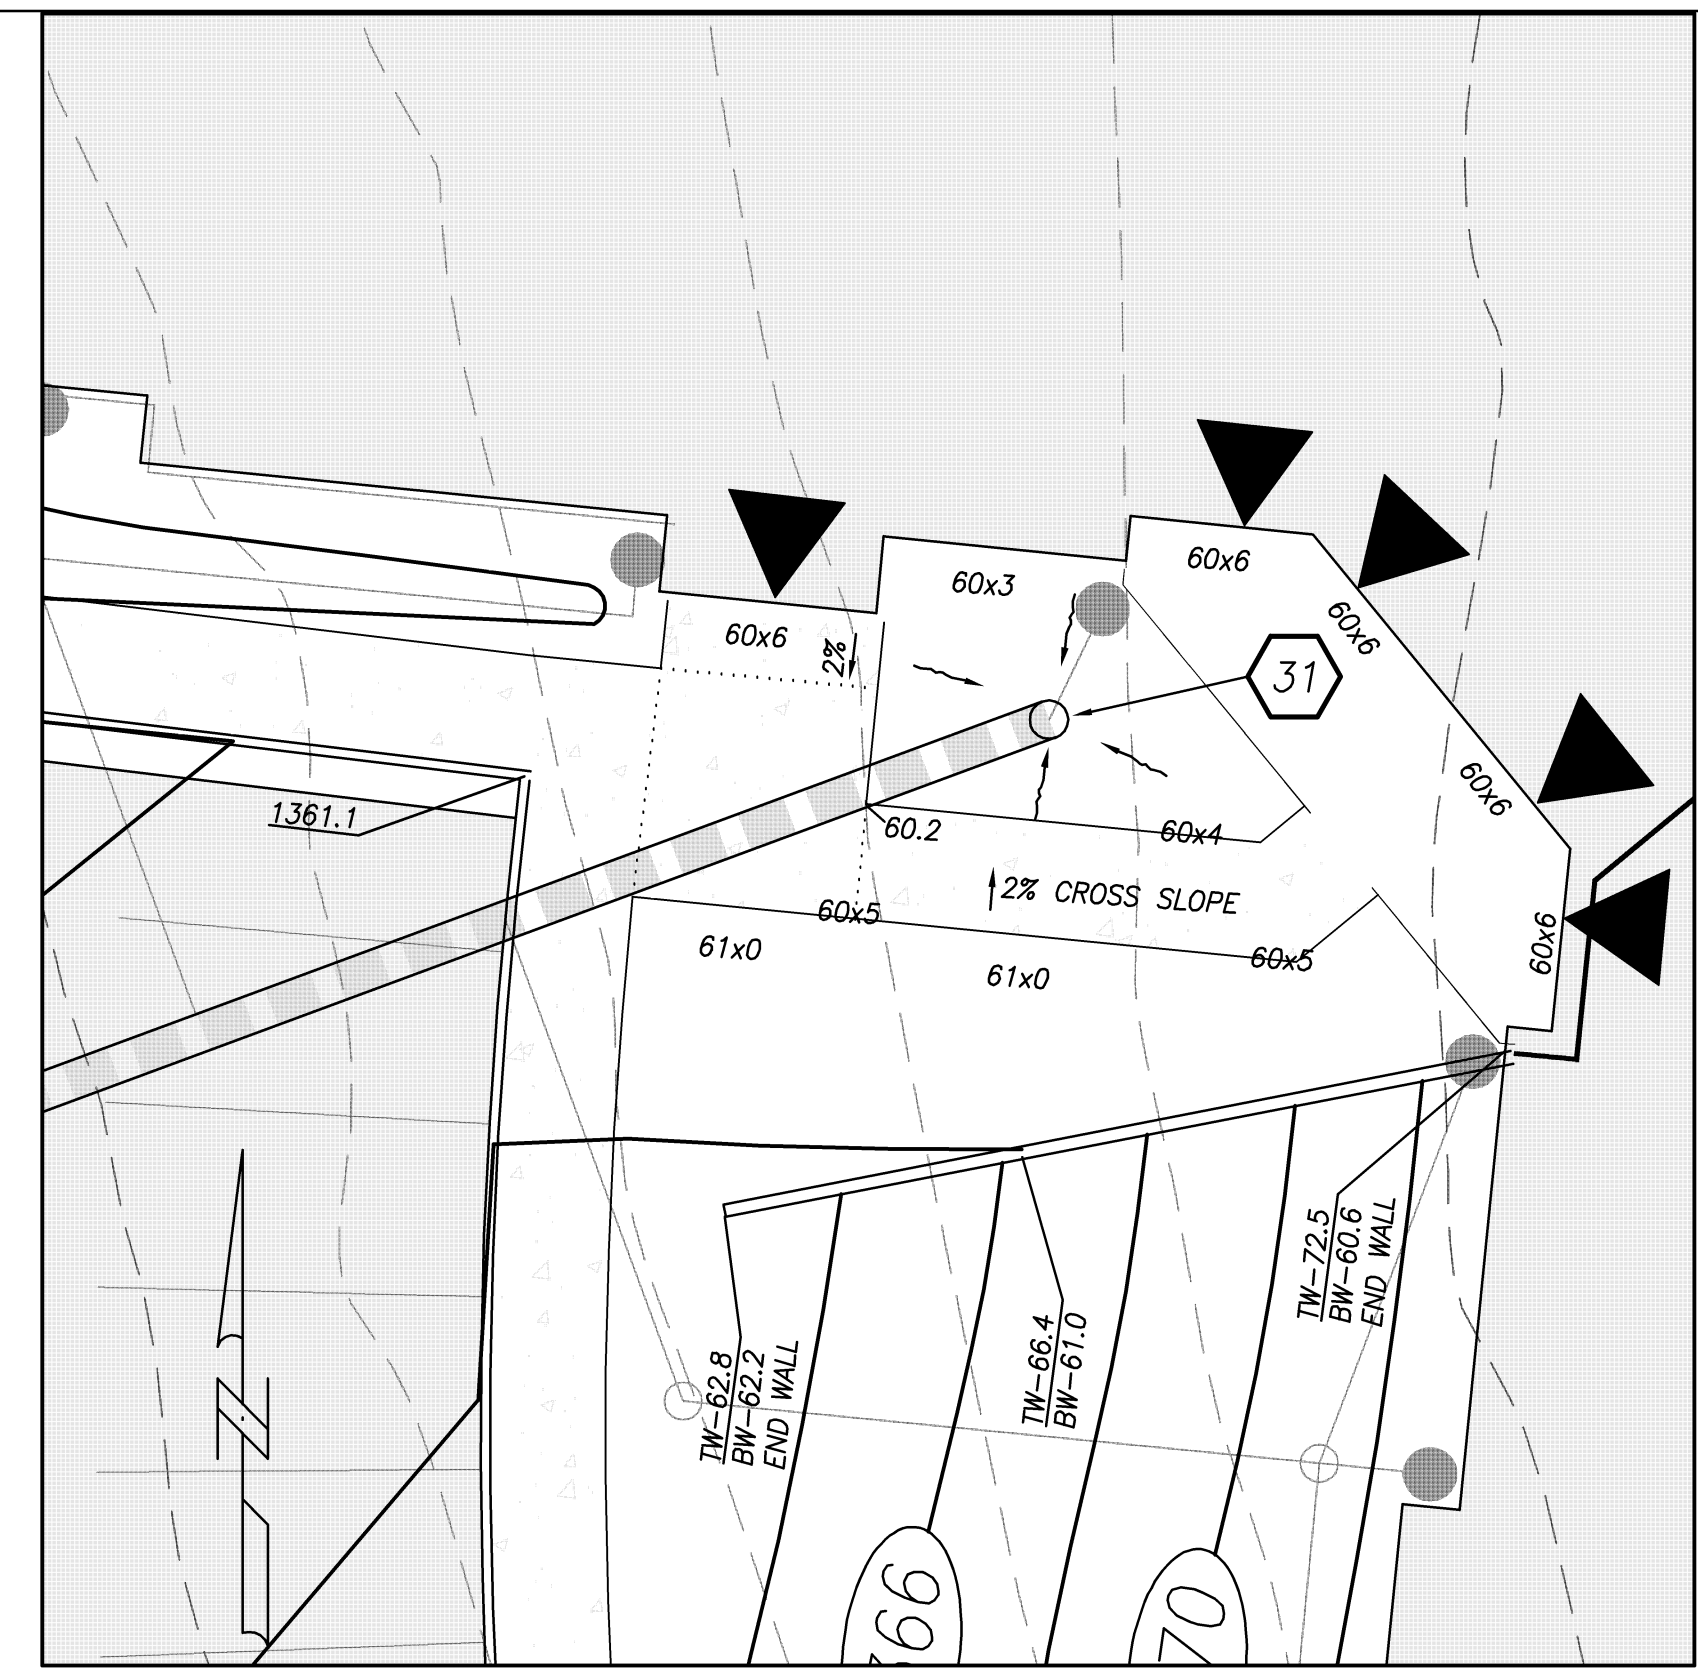 60x6
60x3
60x6
60x6
2%
31
60x6
1361.1
60.2
60x4
2% CROSS SLOPE
60x5
60x6
61x0
61x0
60x5
TW-72.5
BW-60.6
END WALL
TW-66.4
BW-61.0
TW-62.8
BW-62.2
END WALL
Z
66
70